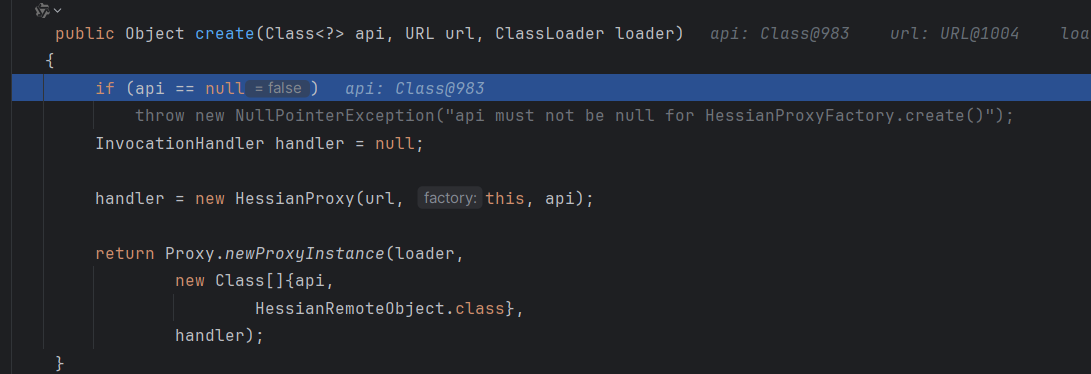 public Object create(Class<?> api, URL url, ClassLoader loader)   api: Class@983   url: URL@1004   loa
{
if (api == null = false )   api: Class@983
throw new NullPointerException("api must not be null for HessianProxyFactory.create()");
InvocationHandler handler = null;
handler = new HessianProxy(url, factory: this, api);
return Proxy.newProxyInstance(loader,
new Class[]{api,
HessianRemoteObject.class},
handler);
}